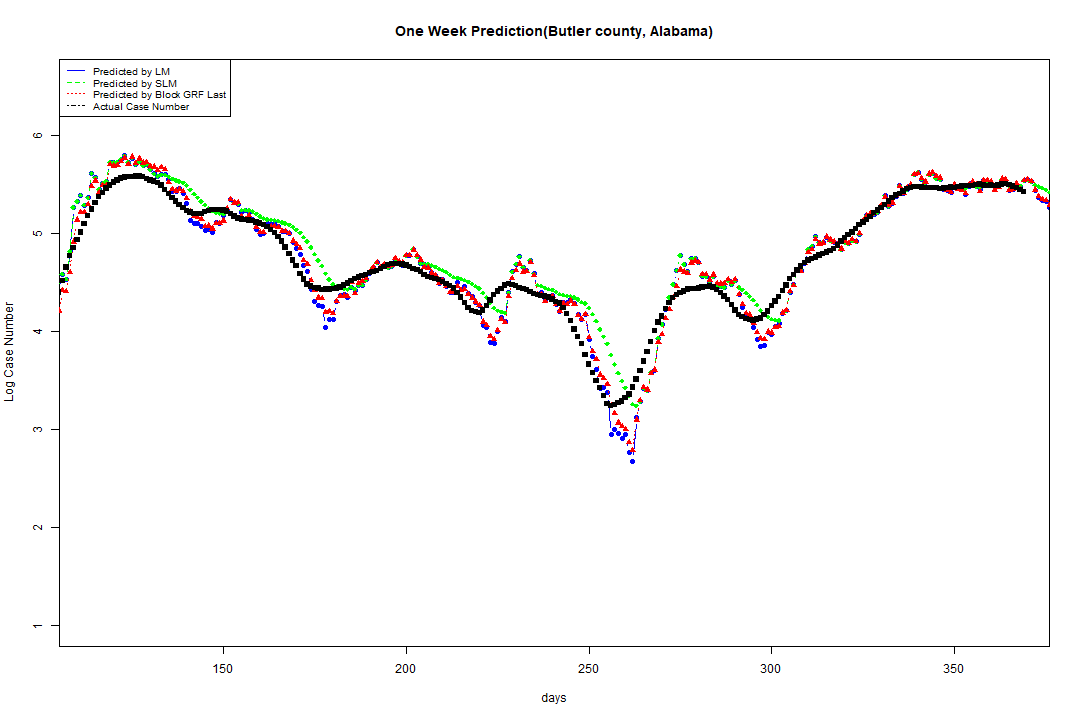 One Week Prediction(Butler county, Alabama)
Predicted by LM
Predicted by SLM
Predicted by Block GRF Last
Actual Case Number
6
5
4
3
2
1
Log Case Number
150
200
250
300
350
days